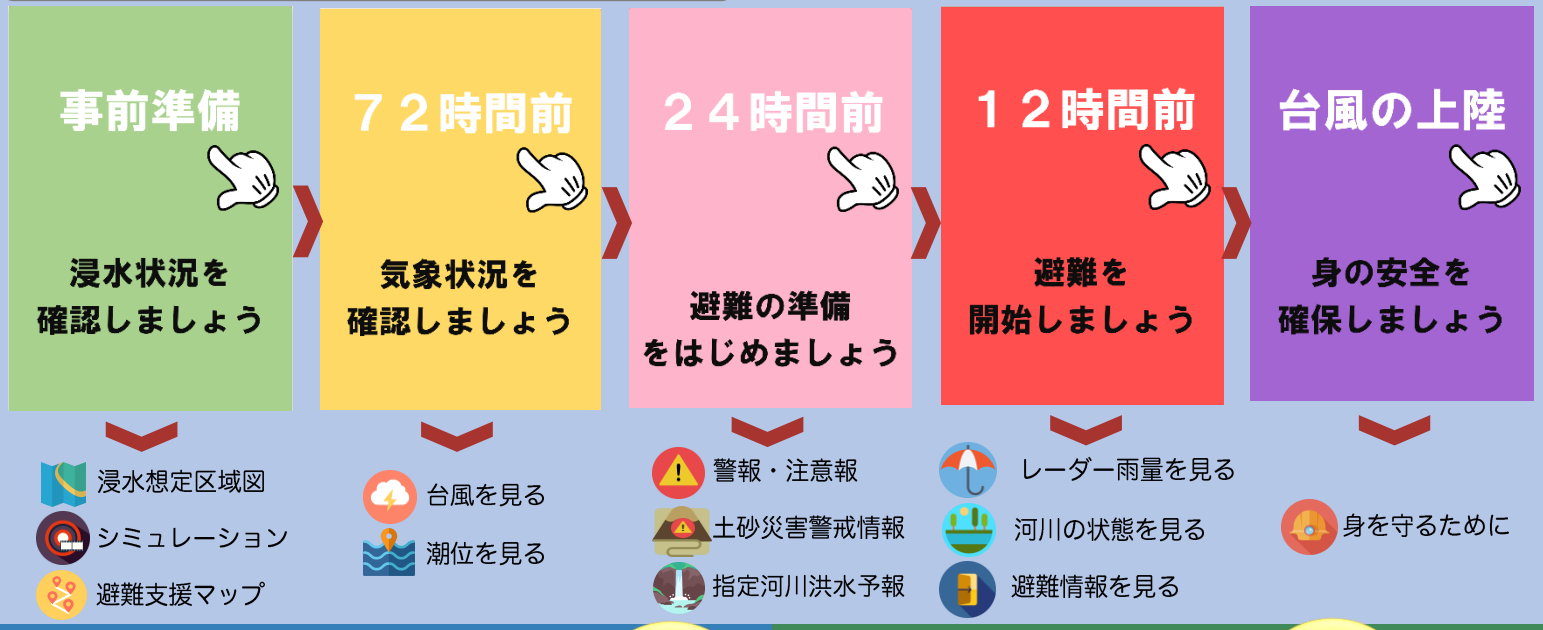 事前準備
浸水状況を
確認しましょう
浸水想定区域図
シミュレーション
避難支援マップ
７２時間前
気象状況を
確認しましょう
台風を見る
潮位を見る
２４時間前
避難の準備
をはじめましょう
警報・注意報
土砂災害警戒情報
指定河川洪水予報
１２時間前
避難を
開始しましょう
レーダー雨量を見る
河川の状態を見る
避難情報を見る
台風の上陸
身の安全を
確保しましょう
身を守るために